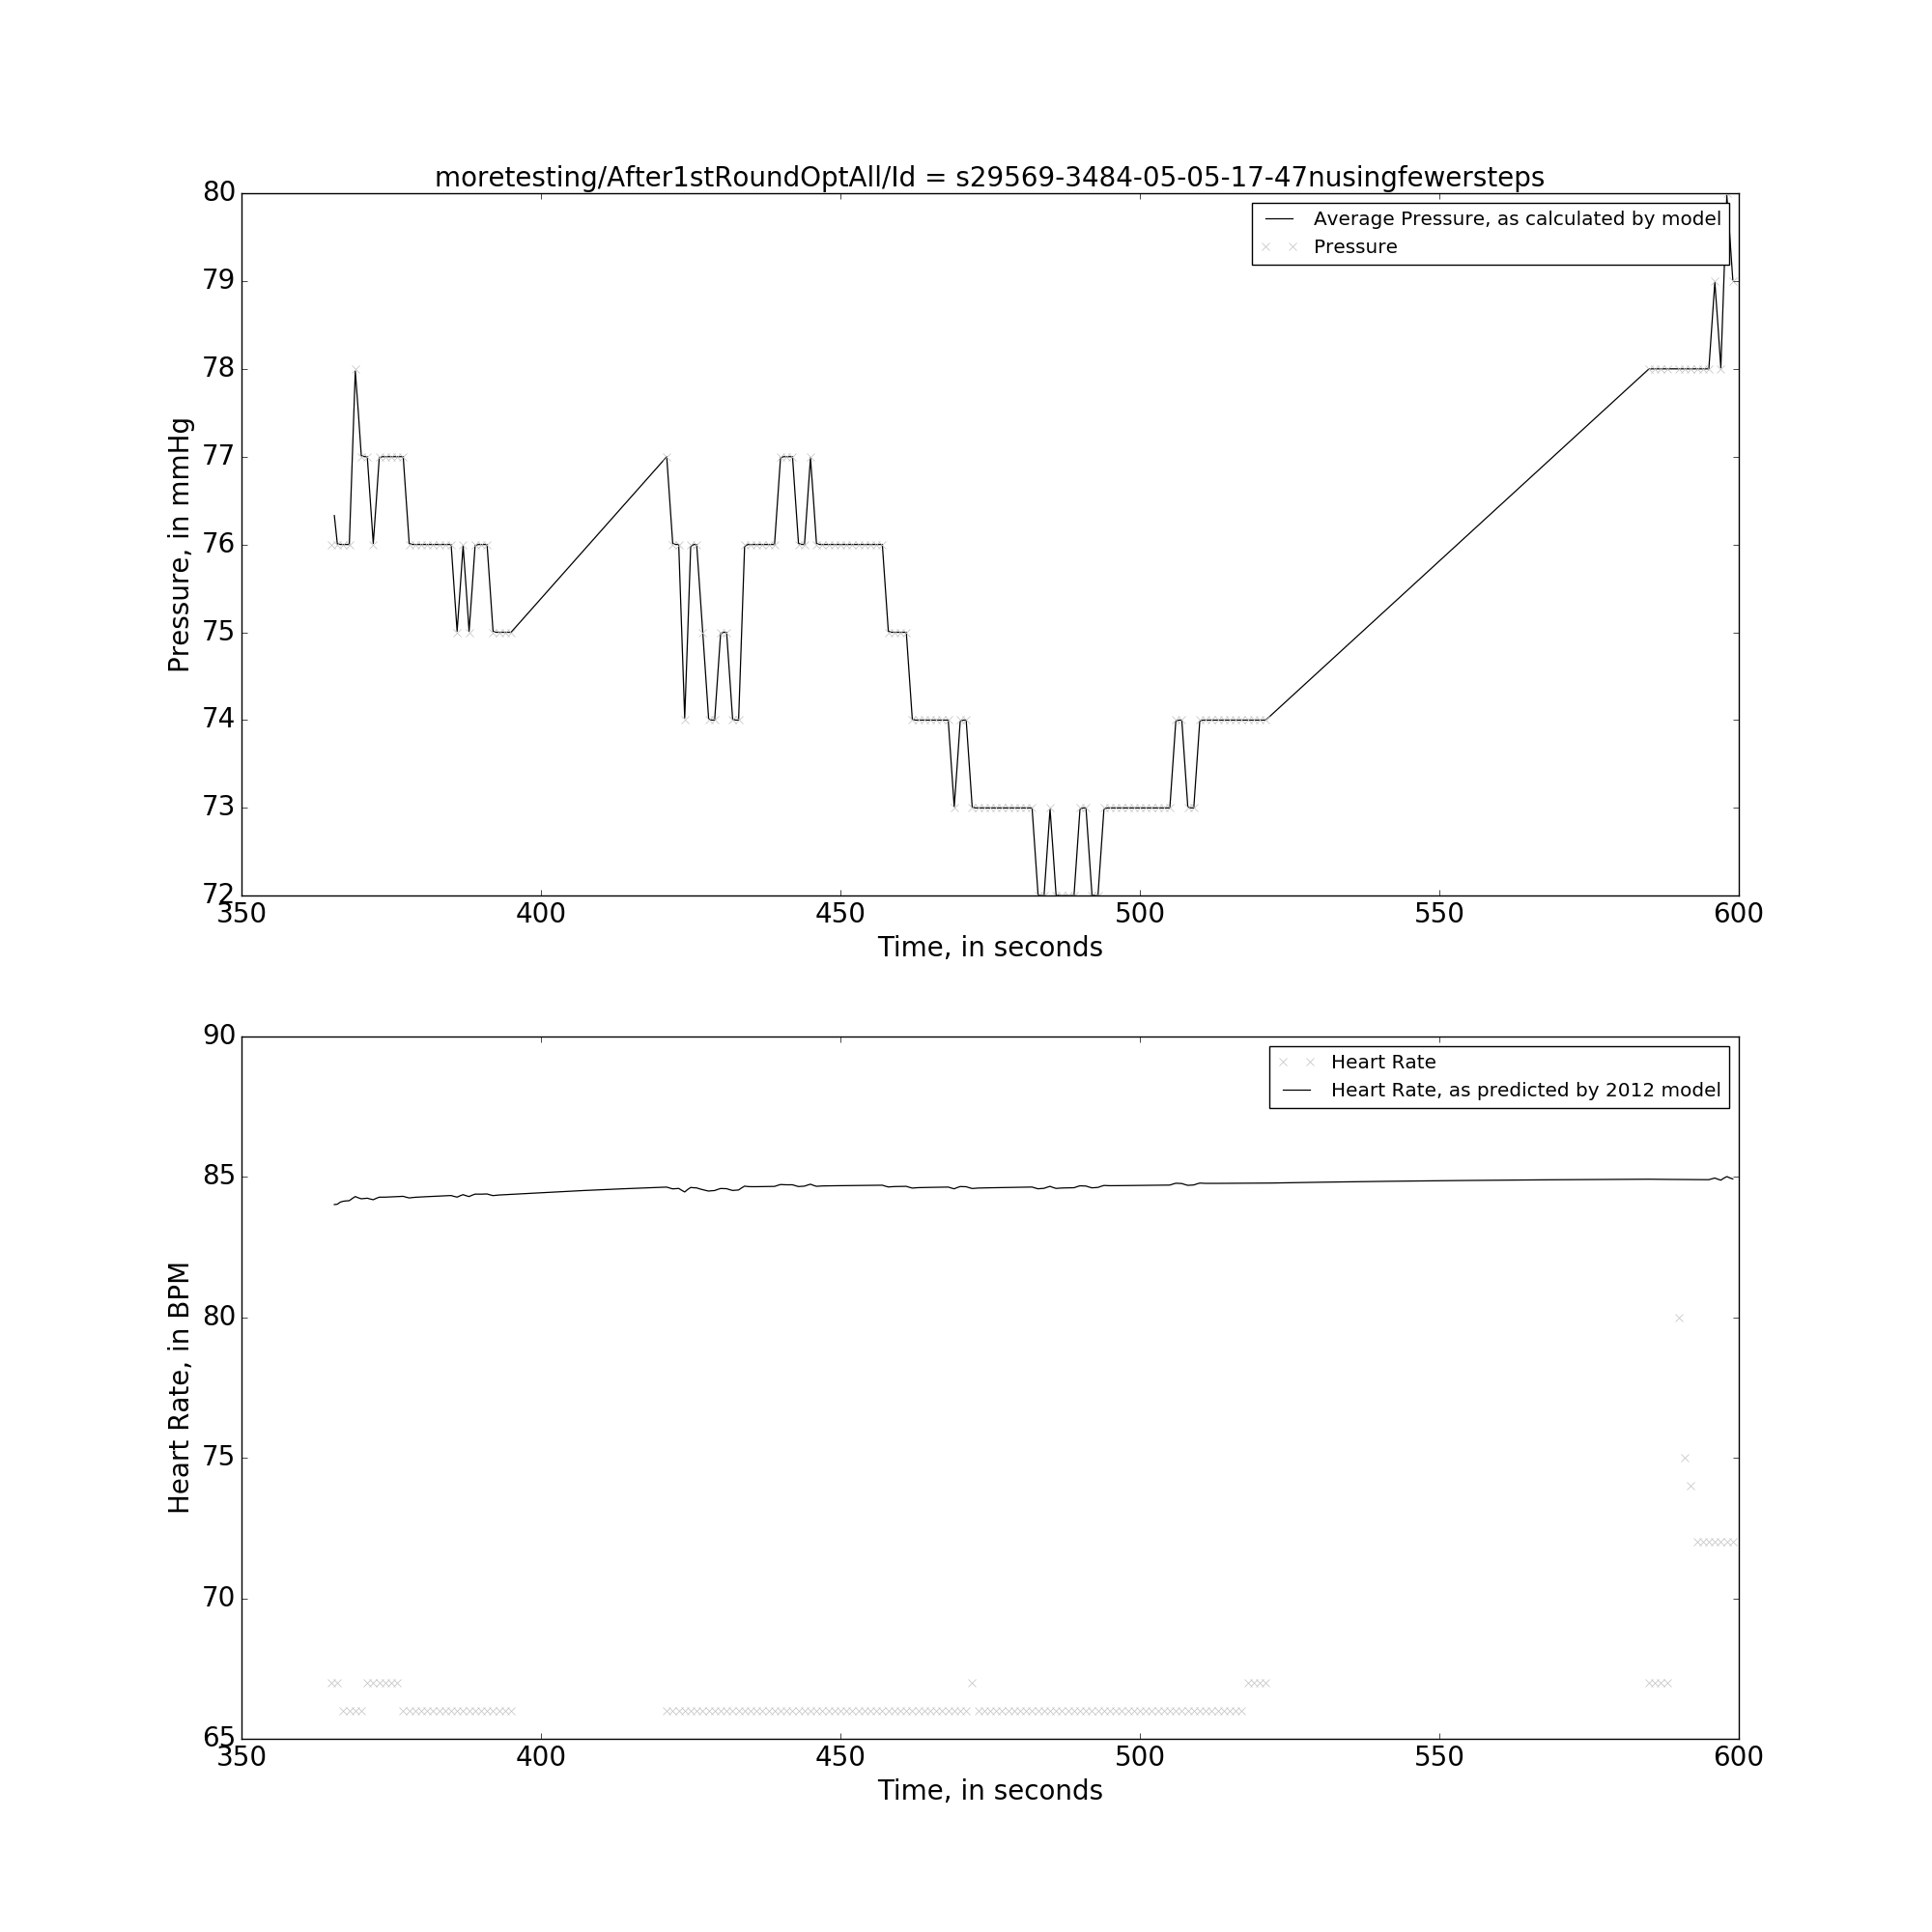 moretesting/After1stRoundOptAll/Id = s29569-3484-05-05-17-47nusingfewersteps
80
79
78
77
76
75
74
73
72
Pressure, in mmHg
Average Pressure, as calculated by model
Pressure
350 400 450 500 550 600
Time, in seconds
90
85
80
75
70
65
Heart Rate, in BPM
Heart Rate
Heart Rate, as predicted by 2012 model
350 400 450 500 550 600
Time, in seconds